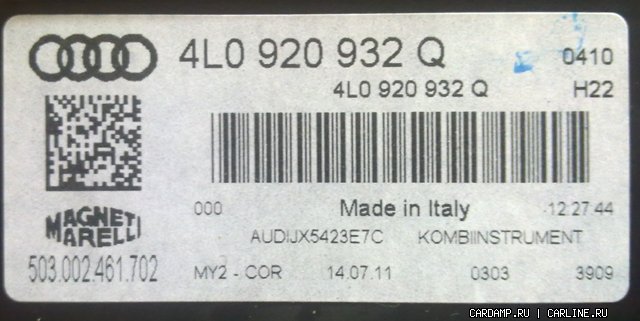 4L0 920 932 Q 0410
4L0 920 932 Q H22
000 Made in Italy 12:27:44
MAGNETI
MARELLI
AUDIJX5423E7C KOMBIINSTRUMENT
503.002.461.702
MY2 - COR 14.07.11 0303 3909
CARDAMP.RU | CARLINE.RU